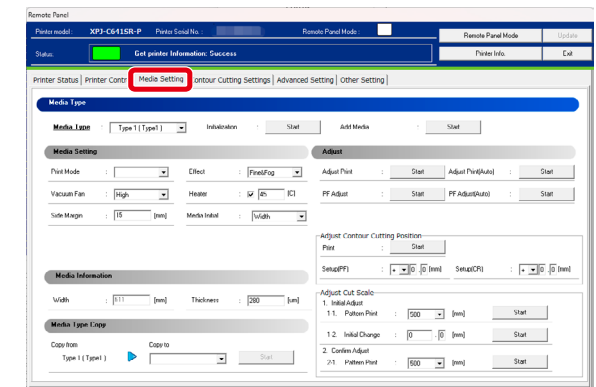 Remote Panel
Printer model : XPJ-C641SR-P Printer Serial No. : Remote Panel Mode : Remote Panel Mode Update
Status: Get printer Information: Success Printer Info. Exit
Printer Status Printer Contr Media Setting ontour Cutting Settings Advanced Setting Other Setting
Media Type
Media Type : Type 1 ( Type1 ) Initialization : Start Add Media : Start
Media Setting Adjust
Print Mode : Effect : Fine&Fog Adjust Print : Start Adjust Print(Auto) : Start
Vacuum Fan : High Heater : 45 [C] PF Adjust : Start PF Adjust(Auto) : Start
Side Margin : 15 [mm] Media Initial : Width
Adjust Contour Cutting Position
Print : Start
Setup(PF) : + 0 . 0 [mm] Setup(CR) : + 0 . 0 [mm]
Media Information
Width : 611 [mm] Thickness : 280 [um]
Adjust Cut Scale
1. Initial Adjust
1-1. Pattern Print : 500 [mm] Start
1-2. Initial Change : 0 . 0 [mm] Start
2. Confirm Adjust
2-1 Pattern Print : 500 [mm] Start
Media Type Copy
Copy from Copy to
Type 1 ( Type1 ) Start